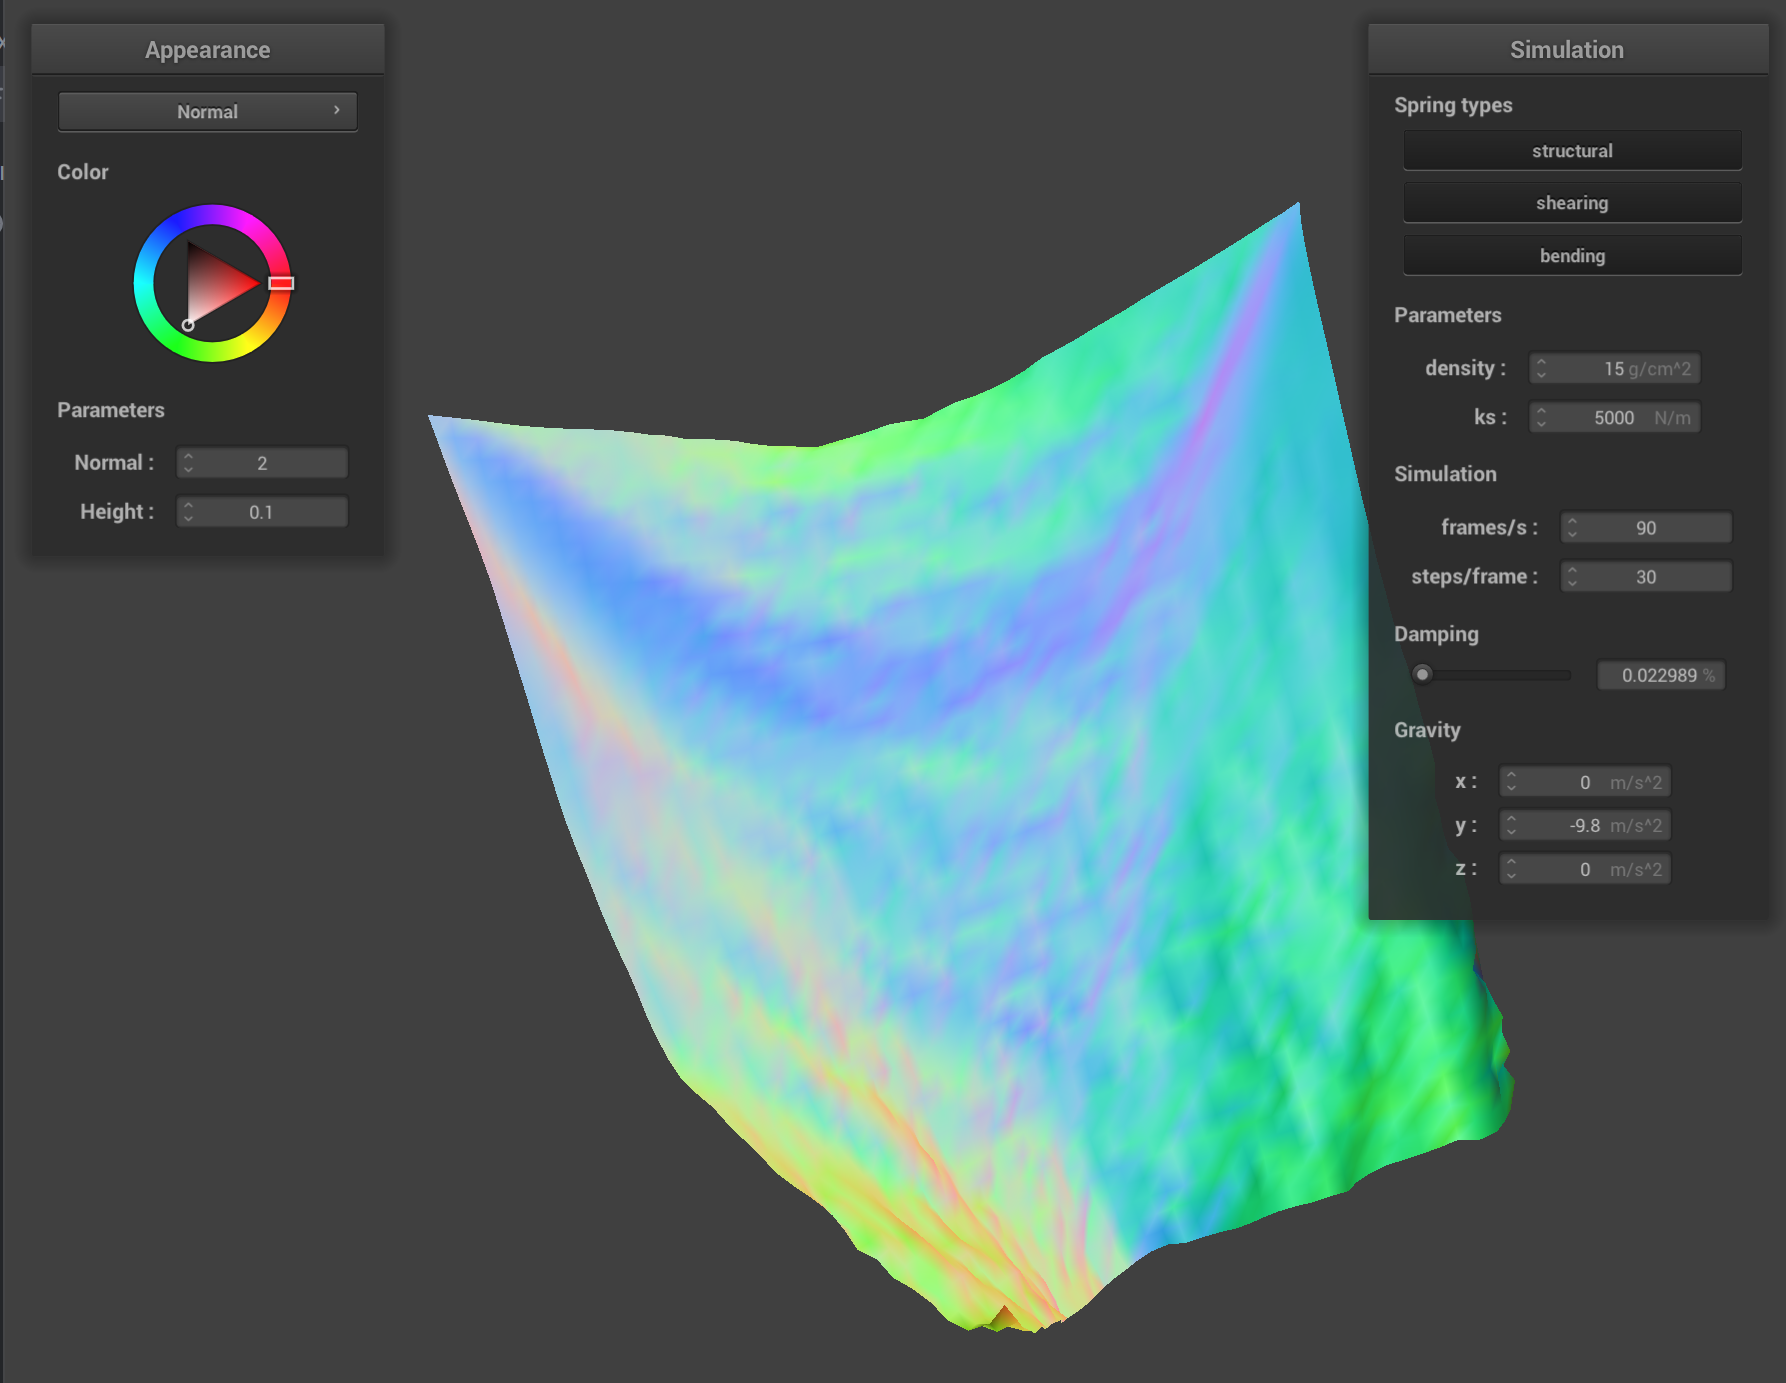 Appearance
Normal
Color
Parameters
Normal : 2
Height : 0.1
Simulation
Spring types
structural
shearing
bending
Parameters
density : 15 g/cm^2
ks : 5000 N/m
Simulation
frames/s : 90
steps/frame : 30
Damping
0.022989 %
Gravity
x : 0 m/s^2
y : -9.8 m/s^2
z : 0 m/s^2